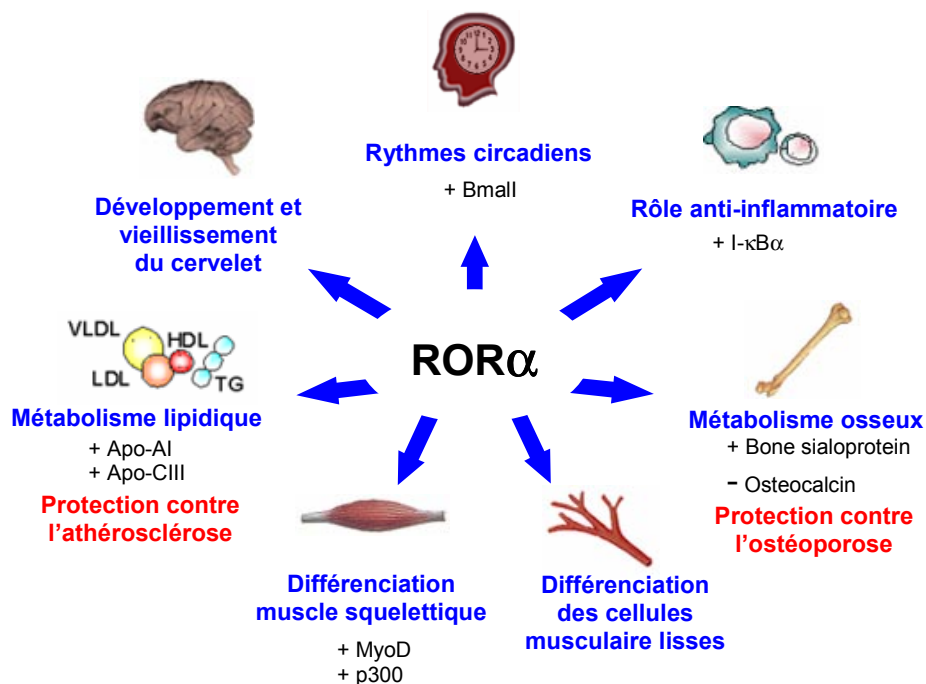 Rythmes circadiens
+ Bmall
Développement et
vieillissement
du cervelet
Rôle anti-inflammatoire
+ I-κBα
RORα
VLDL
HDL
LDL
TG
Métabolisme lipidique
+ Apo-AI
+ Apo-CIII
Protection contre
l'athérosclérose
Métabolisme osseux
+ Bone sialoprotein
- Osteocalcin
Protection contre
l'ostéoporose
Différenciation
muscle squelettique
+ MyoD
+ p300
Différenciation
des cellules
musculaire lisses